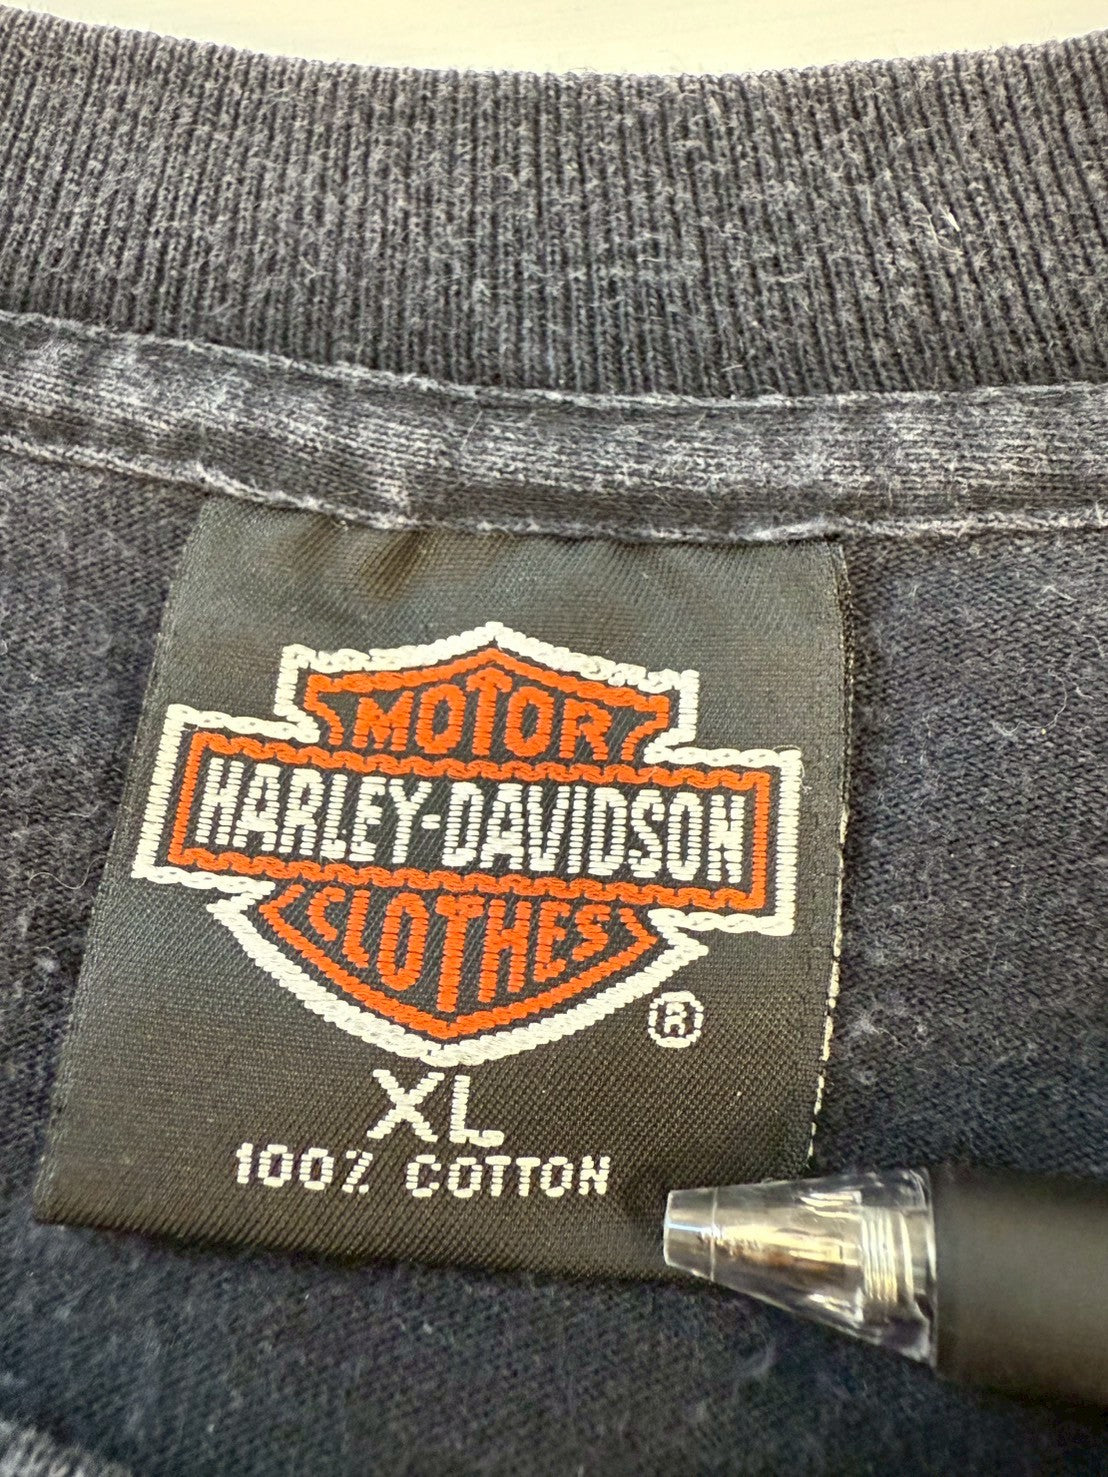 MOTOR
HARLEY-DAVIDSON
CLOTHES
®
XL
100% COTTON